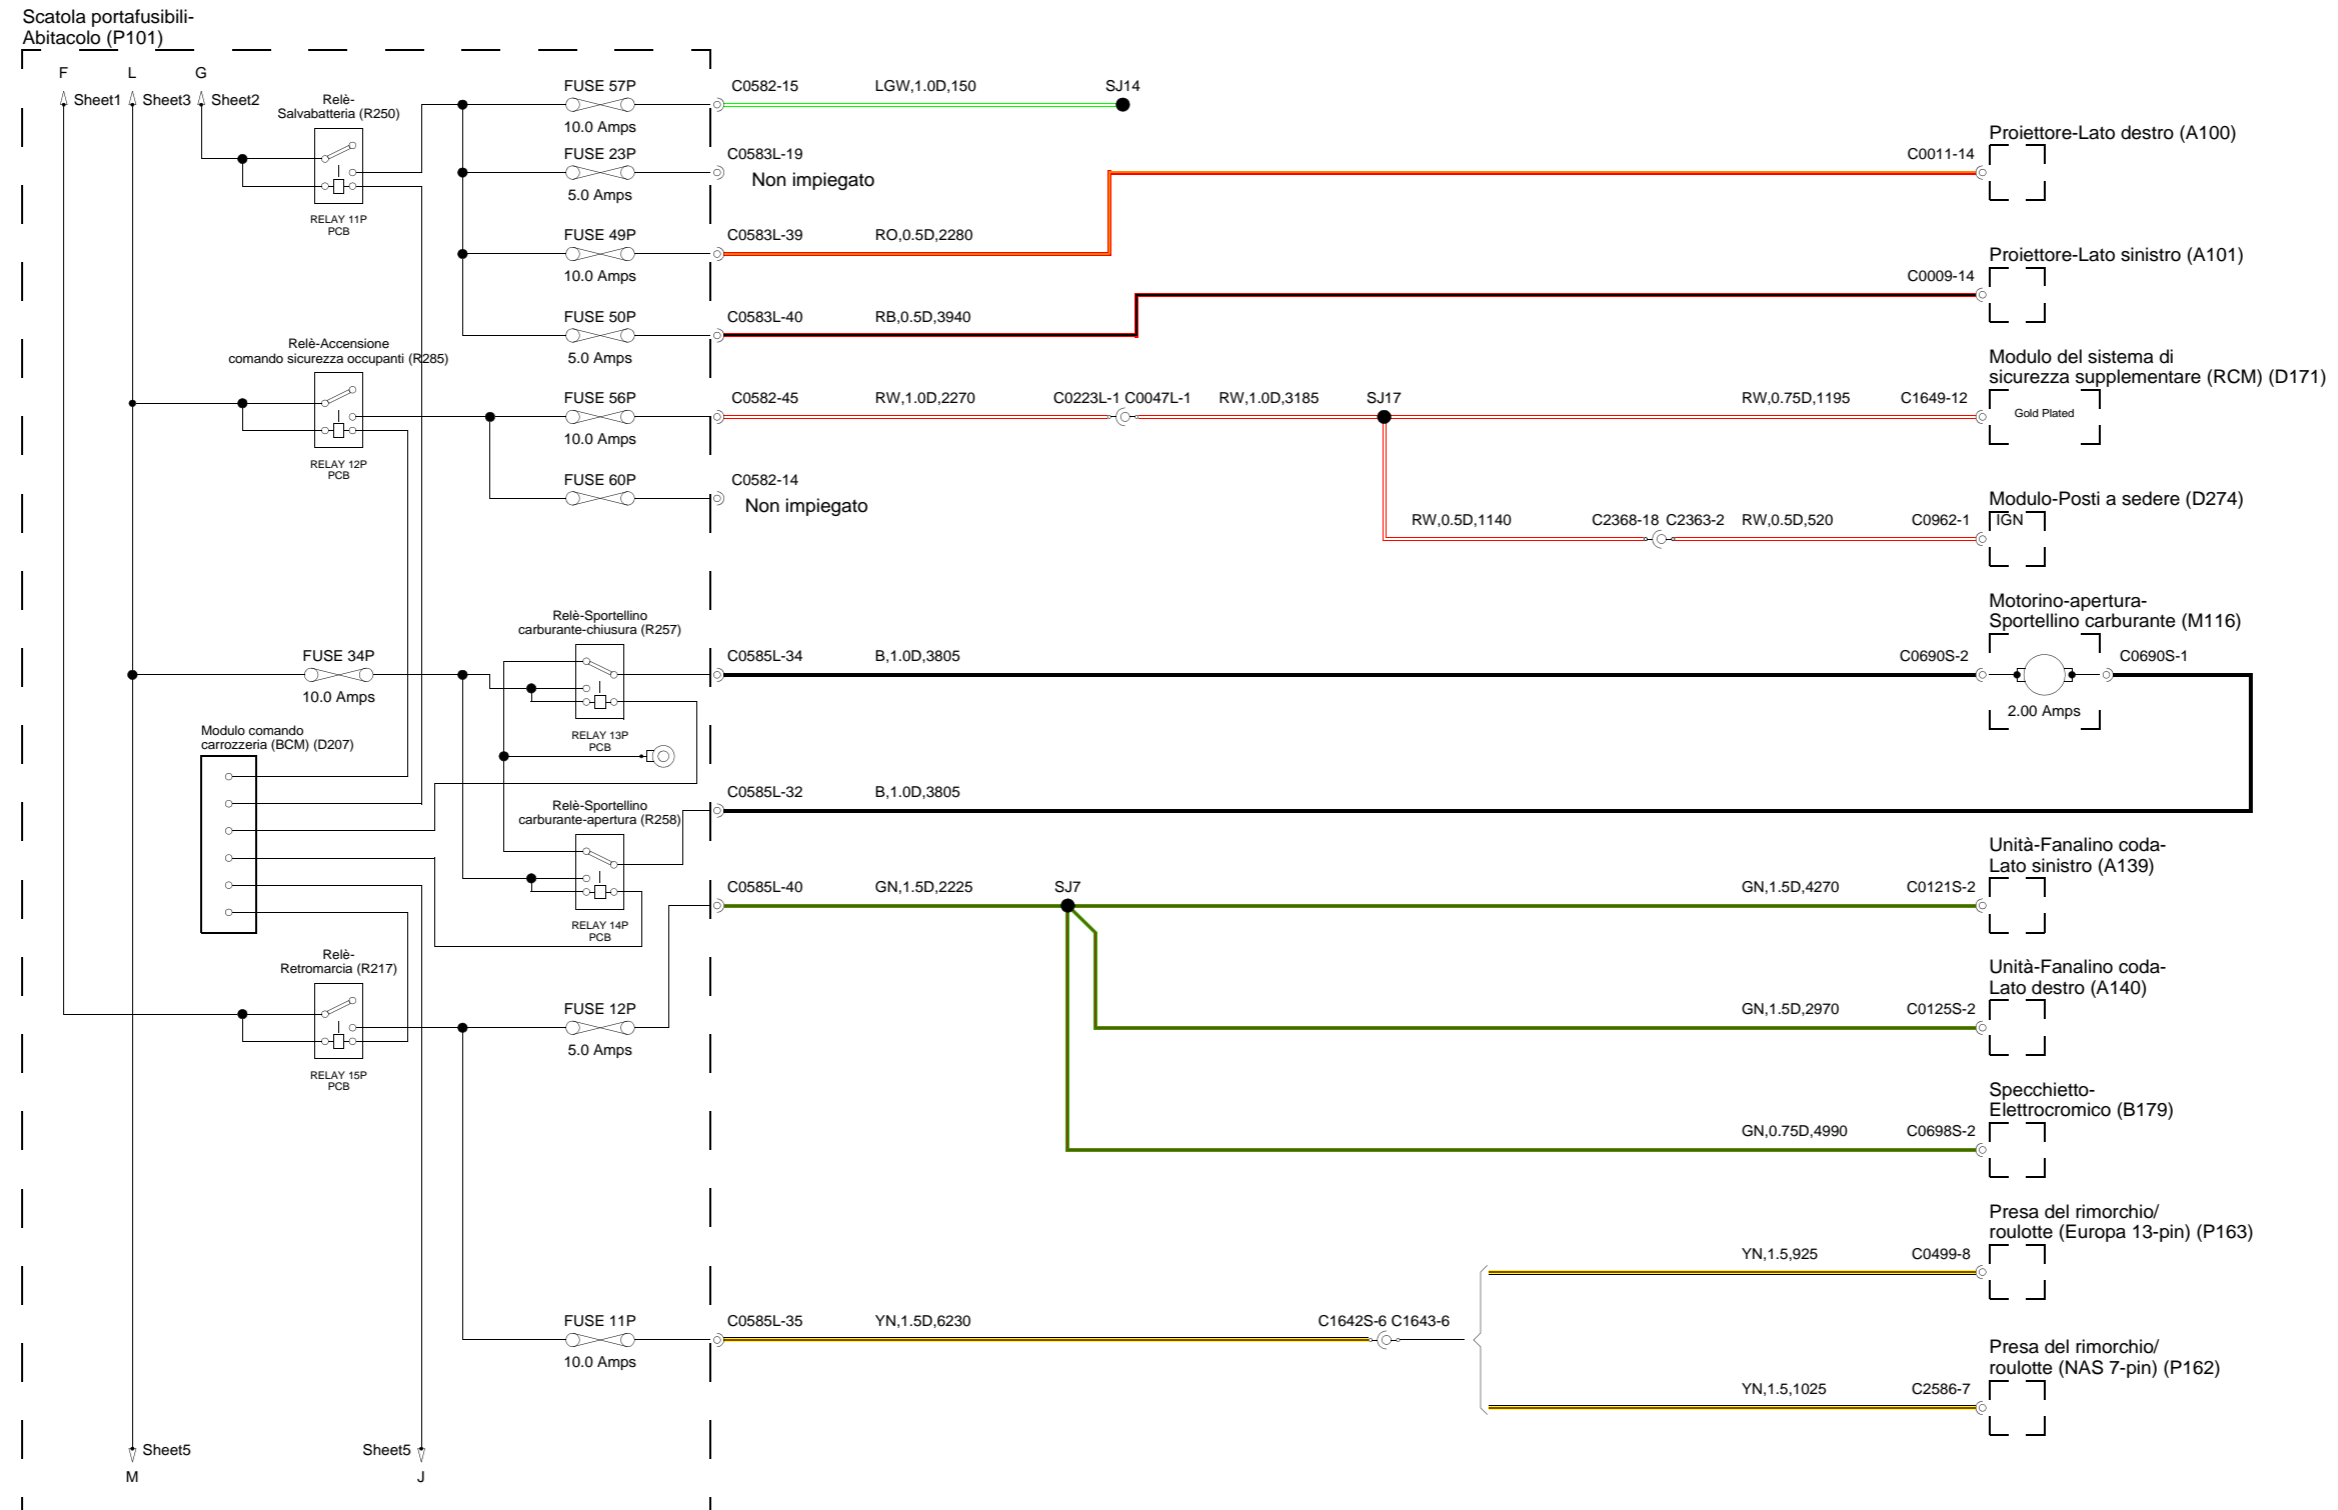 Scatola portafusibili-
Abitacolo (P101)
F
L
G
Sheet1
Sheet3
Sheet2
Relè-
Salvabatteria (R250)
RELAY 11P
PCB
FUSE 57P
10.0 Amps
C0582-15
LGW,1.0D,150
SJ14
FUSE 23P
5.0 Amps
C0583L-19
Non impiegato
Proiettore-Lato destro (A100)
C0011-14
FUSE 49P
10.0 Amps
C0583L-39
RO,0.5D,2280
Proiettore-Lato sinistro (A101)
C0009-14
FUSE 50P
5.0 Amps
C0583L-40
RB,0.5D,3940
Relè-Accensione
comando sicurezza occupanti (R285)
RELAY 12P
PCB
Modulo del sistema di
sicurezza supplementare (RCM) (D171)
FUSE 56P
10.0 Amps
C0582-45
RW,1.0D,2270
C0223L-1 C0047L-1
RW,1.0D,3185
SJ17
RW,0.75D,1195
C1649-12
Gold Plated
FUSE 60P
C0582-14
Non impiegato
Modulo-Posti a sedere (D274)
RW,0.5D,1140
C2368-18 C2363-2
RW,0.5D,520
C0962-1
IGN
Relè-Sportellino
carburante-chiusura (R257)
RELAY 13P
PCB
Motorino-apertura-
Sportellino carburante (M116)
FUSE 34P
10.0 Amps
C0585L-34
B,1.0D,3805
C0690S-2
C0690S-1
2.00 Amps
Modulo comando
carrozzeria (BCM) (D207)
Relè-Sportellino
carburante-apertura (R258)
RELAY 14P
PCB
C0585L-32
B,1.0D,3805
Unità-Fanalino coda-
Lato sinistro (A139)
C0585L-40
GN,1.5D,2225
SJ7
GN,1.5D,4270
C0121S-2
Relè-
Retromarcia (R217)
RELAY 15P
PCB
Unità-Fanalino coda-
Lato destro (A140)
FUSE 12P
5.0 Amps
GN,1.5D,2970
C0125S-2
Specchietto-
Elettrocromico (B179)
GN,0.75D,4990
C0698S-2
Presa del rimorchio/
roulotte (Europa 13-pin) (P163)
YN,1.5,925
C0499-8
FUSE 11P
10.0 Amps
C0585L-35
YN,1.5D,6230
C1642S-6 C1643-6
Presa del rimorchio/
roulotte (NAS 7-pin) (P162)
YN,1.5,1025
C2586-7
Sheet5
Sheet5
M
J